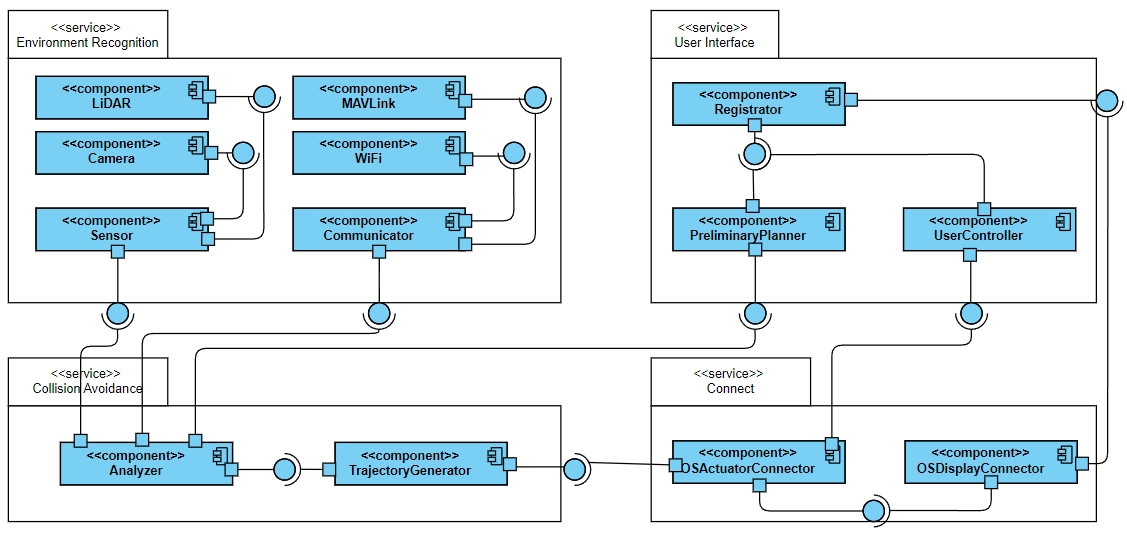 <<service>>
Environment Recognition
<<component>>
LiDAR
<<component>>
MAVLink
<<component>>
Camera
<<component>>
WiFi
<<component>>
Sensor
<<component>>
Communicator
<<service>>
User Interface
<<component>>
Registrator
<<component>>
PreliminaryPlanner
<<component>>
UserController
<<service>>
Collision Avoidance
<<component>>
Analyzer
<<component>>
TrajectoryGenerator
<<service>>
Connect
<<component>>
OSActuatorConnector
<<component>>
OSDisplayConnector